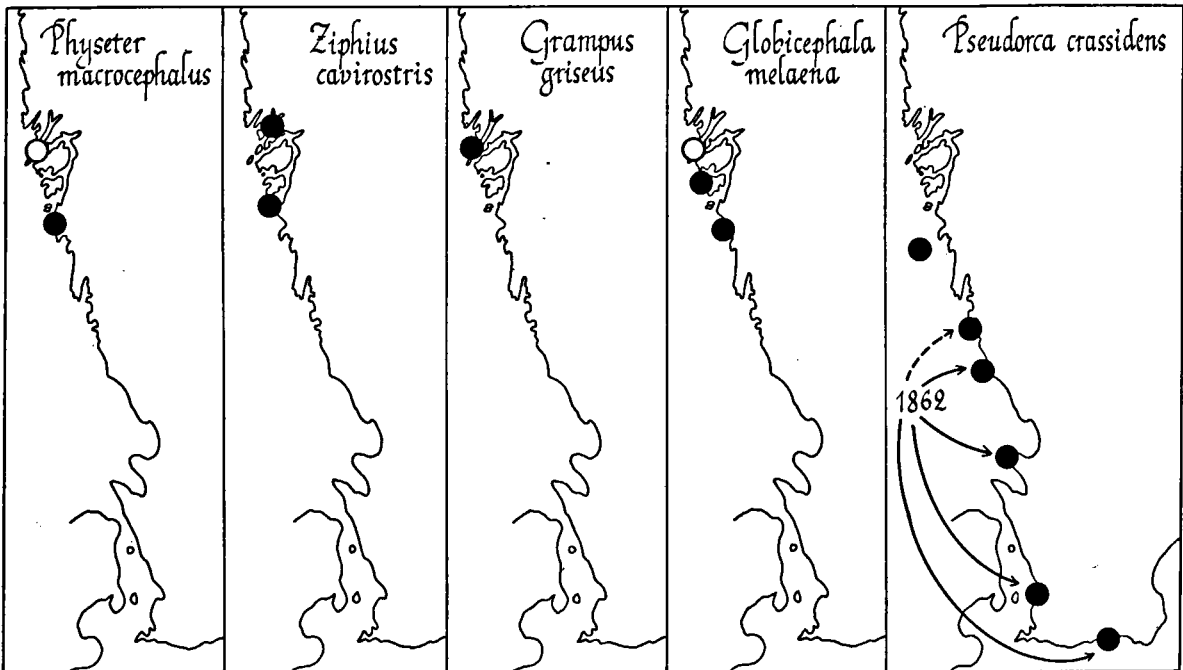 Physeter
macrocephalus
Ziphius
cavirostris
Grampus
griseus
Globicephala
melaena
Pseudorca crassidens
1862